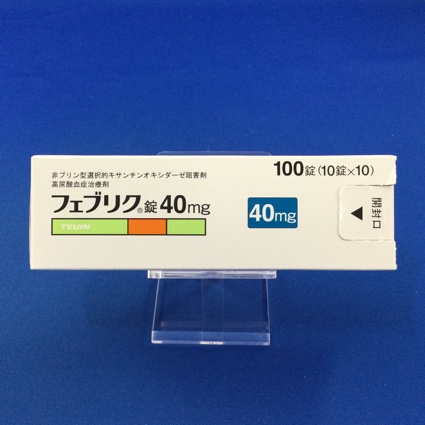 非プリン型選択的キサンチンオキシダーゼ阻害剤
高尿酸血症治療剤
フェブリク®錠40mg
TEIJIN
100錠(10錠×10)
40mg
開封口